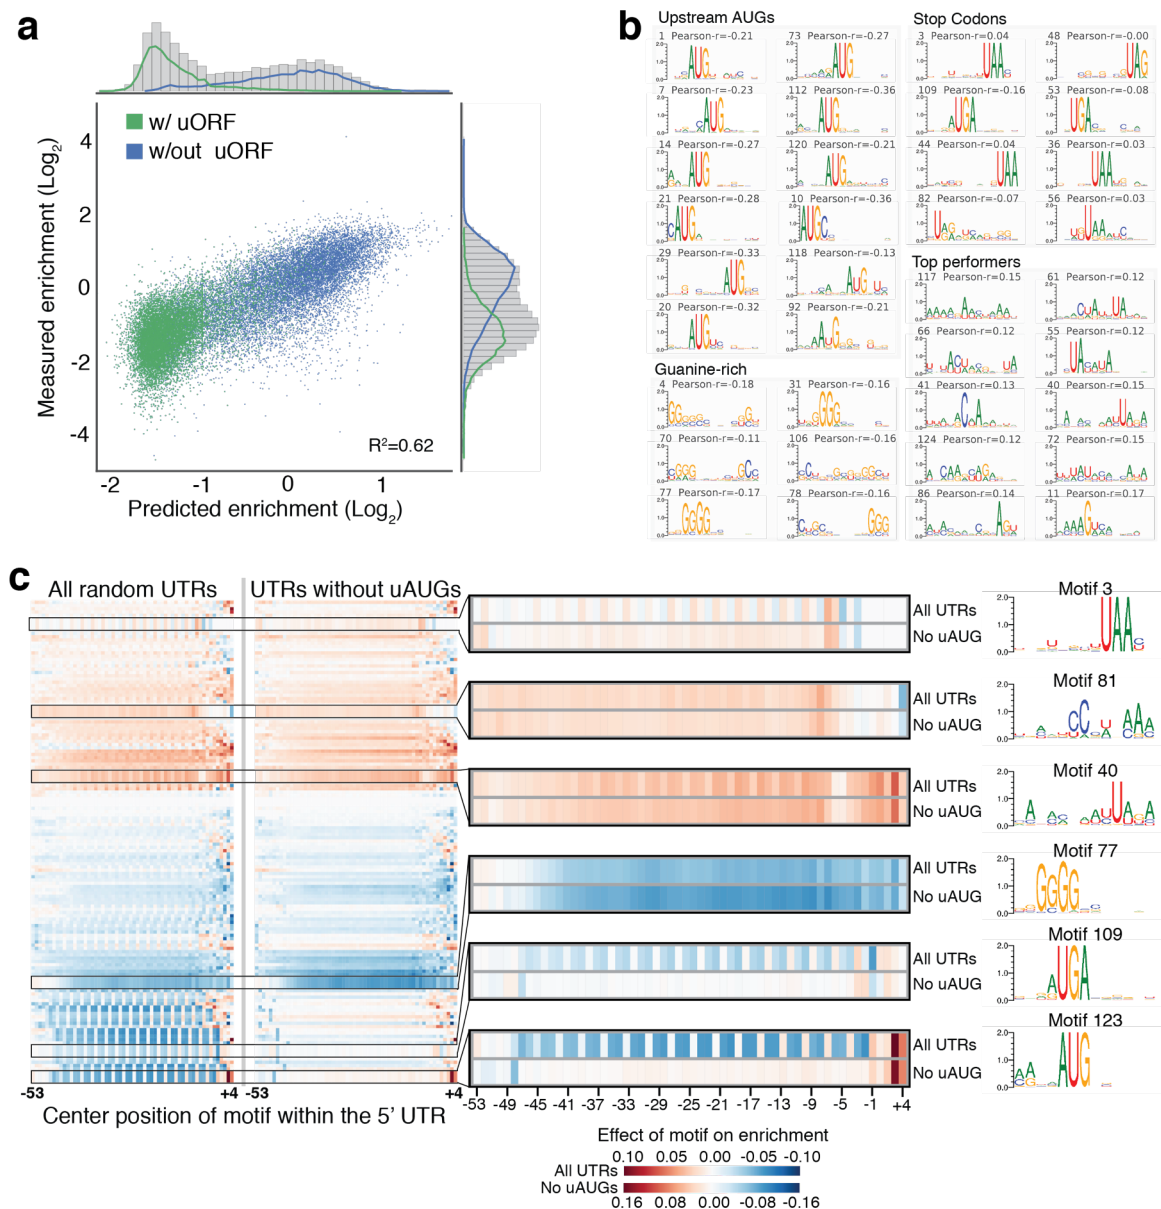 a
w/ uORF
w/out uORF
Measured enrichment (Log2)
4
2
0
-2
-4
R²=0.62
-2 -1 0 1
Predicted enrichment (Log2)
b
Upstream AUGs
1 Pearson-r=-0.21
73 Pearson-r=-0.27
7 Pearson-r=-0.23
112 Pearson-r=-0.36
14 Pearson-r=-0.27
120 Pearson-r=-0.21
21 Pearson-r=-0.28
10 Pearson-r=-0.36
29 Pearson-r=-0.33
118 Pearson-r=-0.13
20 Pearson-r=-0.32
92 Pearson-r=-0.21
Guanine-rich
4 Pearson-r=-0.18
31 Pearson-r=-0.16
70 Pearson-r=-0.11
106 Pearson-r=-0.16
77 Pearson-r=-0.17
78 Pearson-r=-0.16
Stop Codons
3 Pearson-r=0.04
48 Pearson-r=-0.00
109 Pearson-r=-0.16
53 Pearson-r=-0.08
44 Pearson-r=0.04
36 Pearson-r=0.03
82 Pearson-r=-0.07
56 Pearson-r=0.03
Top performers
117 Pearson-r=0.15
61 Pearson-r=0.12
66 Pearson-r=0.12
55 Pearson-r=0.12
41 Pearson-r=0.13
40 Pearson-r=0.15
124 Pearson-r=0.12
72 Pearson-r=0.15
86 Pearson-r=0.14
11 Pearson-r=0.17
c
All random UTRs
UTRs without uAUGs
-53 +4 -53 +4
Center position of motif within the 5' UTR
All UTRs
No uAUG
Motif 3
All UTRs
No uAUG
Motif 81
All UTRs
No uAUG
Motif 40
All UTRs
No uAUG
Motif 77
All UTRs
No uAUG
Motif 109
All UTRs
No uAUG
Motif 123
-53 -49 -45 -41 -37 -33 -29 -25 -21 -17 -13 -9 -5 -1 +4
Effect of motif on enrichment
0.10 0.05 0.00 -0.05 -0.10
All UTRs
No uAUGs
0.16 0.08 0.00 -0.08 -0.16